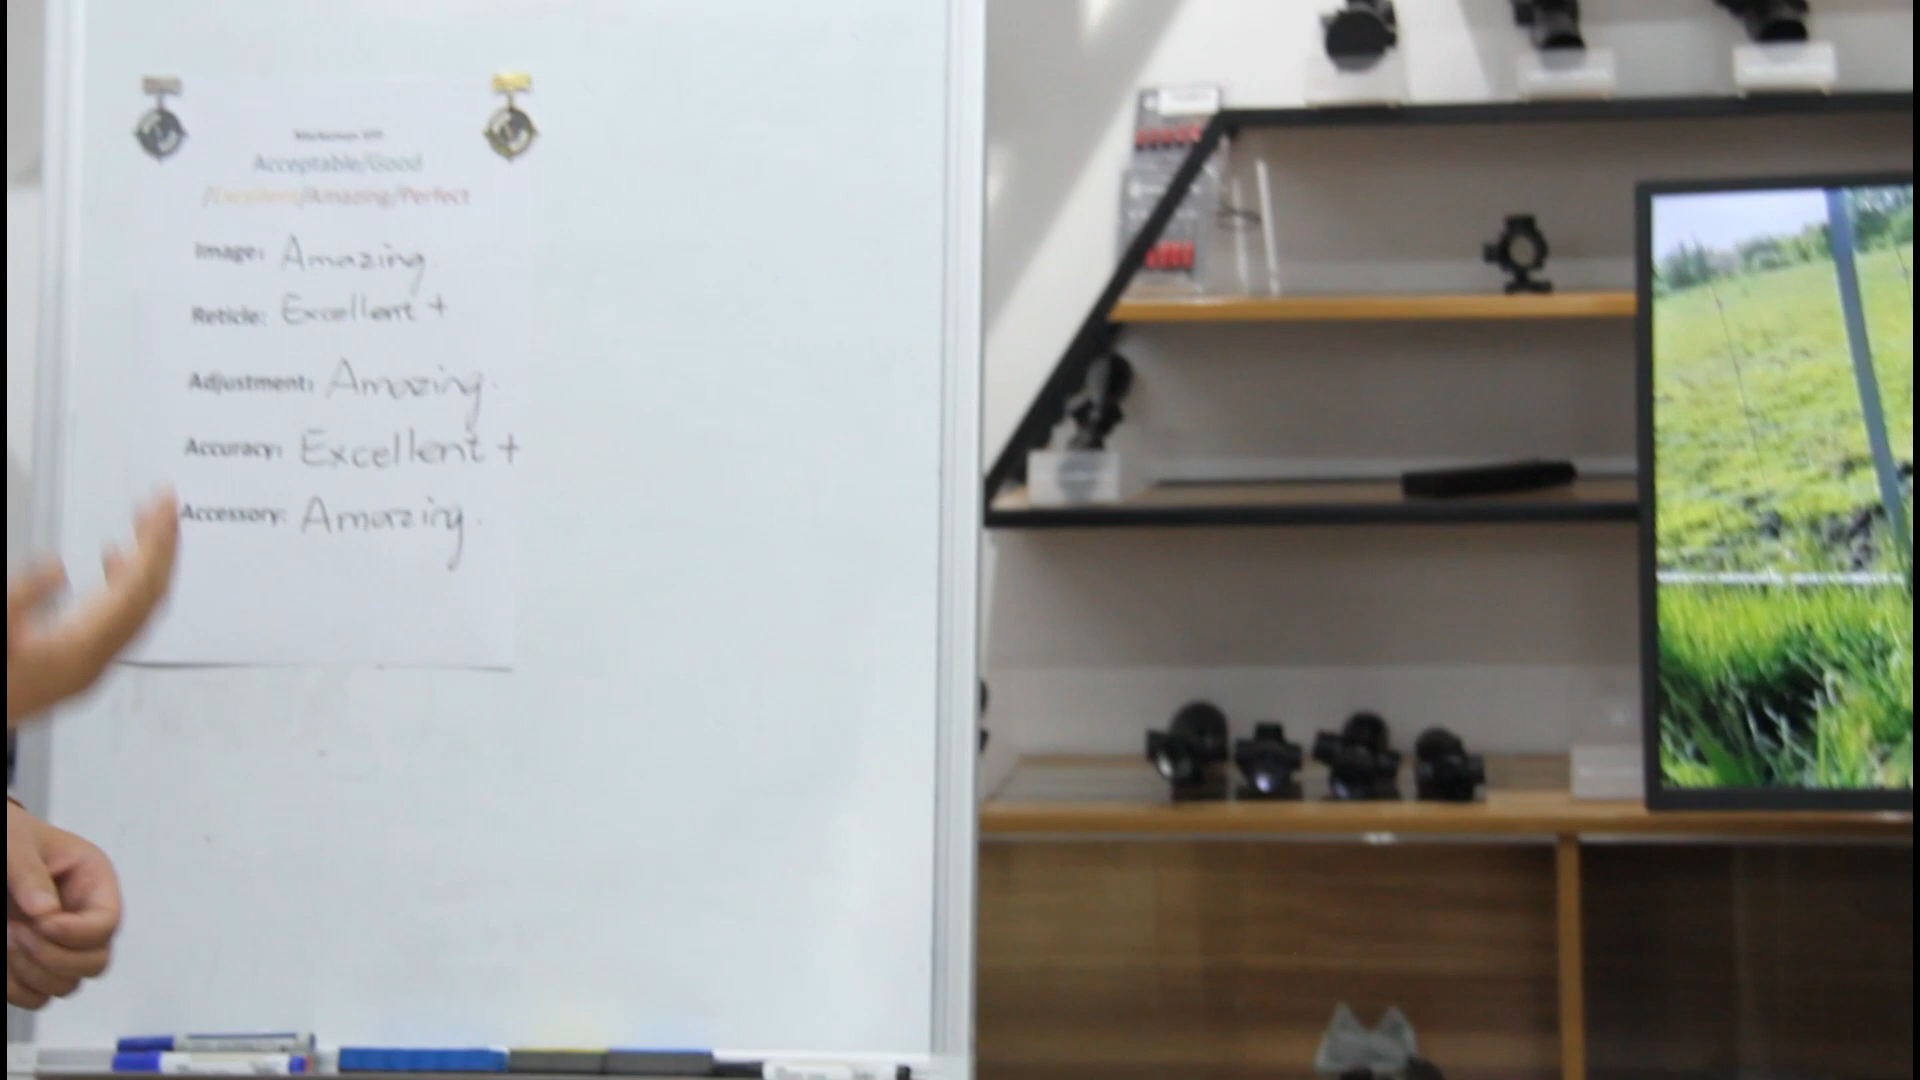 Acceptable/Good
/Excellent/Amazing/Perfect
Image: Amazing.
Reticle: Excellent +
Adjustment: Amazing.
Accuracy: Excellent +
Accessory: Amazing.